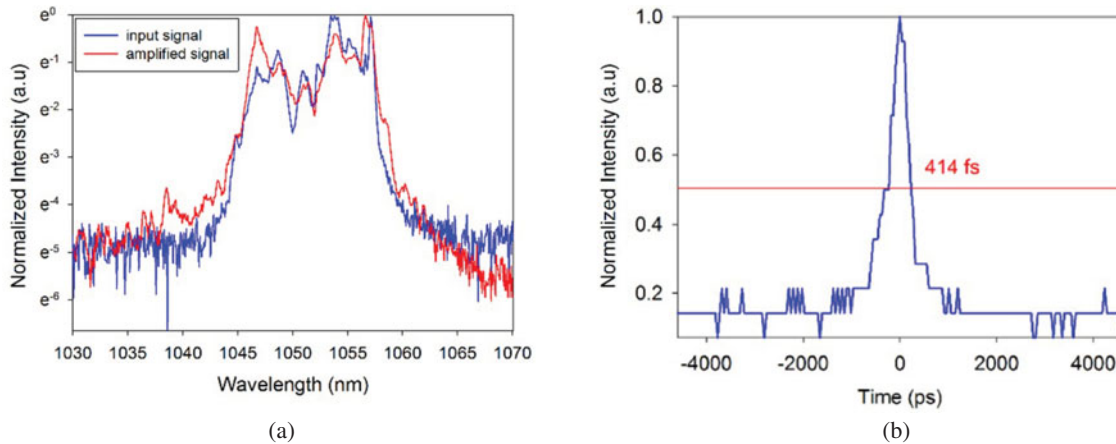 e⁰
e⁻¹
e⁻²
e⁻³
e⁻⁴
e⁻⁵
e⁻⁶
Normalized Intensity (a.u)
input signal
amplified signal
1030 1035 1040 1045 1050 1055 1060 1065 1070
Wavelength (nm)
(a)
1.0
0.8
0.6
0.4
0.2
Normalized Intensity (a.u)
414 fs
-4000 -2000 0 2000 4000
Time (ps)
(b)